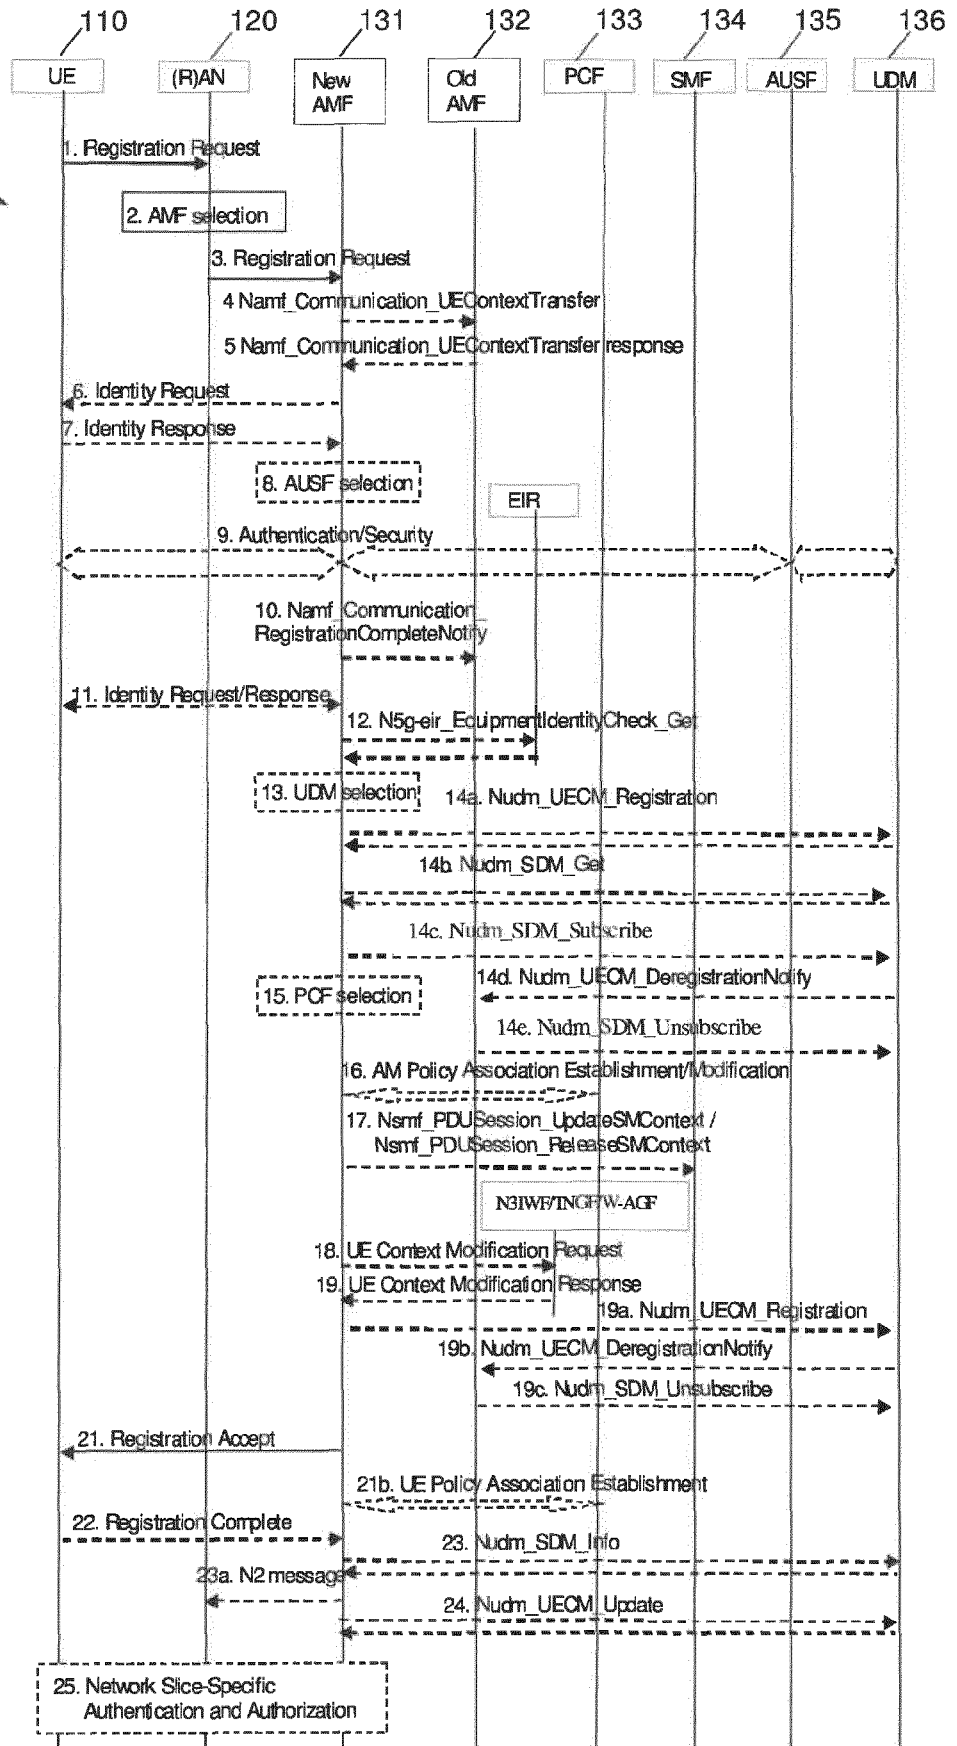 110 120 131 132 133 134 135 136
UE (R)AN New AMF Old AMF PCF SMF AUSF UDM
1. Registration Request
2. AMF selection
3. Registration Request
4 Namf_Communication_UEContextTransfer
5 Namf_Communication_UEContextTransfer response
6. Identity Request
7. Identity Response
8. AUSF selection
EIR
9. Authentication/Security
10. Namf_Communication_
RegistrationCompleteNotify
11. Identity Request/Response
12. N5g-eir_EquipmentIdentityCheck_Get
13. UDM selection
14a. Nudm_UECM_Registration
14b. Nudm_SDM_Get
14c. Nudm_SDM_Subscribe
14d. Nudm_UECM_DeregistrationNotify
15. PCF selection
14e. Nudm_SDM_Unsubscribe
16. AM Policy Association Establishment/Modification
17. Nsmf_PDUSession_UpdateSMContext /
Nsmf_PDUSession_ReleaseSMContext
N3IWF/TNGF/W-AGF
18. UE Context Modification Request
19. UE Context Modification Response
19a. Nudm_UECM_Registration
19b. Nudm_UECM_DeregistrationNotify
19c. Nudm_SDM_Unsubscribe
21. Registration Accept
21b. UE Policy Association Establishment
22. Registration Complete
23. Nudm_SDM_Info
23a. N2 message
24. Nudm_UECM_Update
25. Network Slice-Specific
Authentication and Authorization